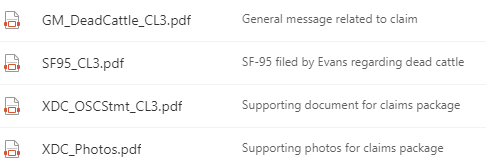 GM_DeadCattle_CL3.pdf General message related to claim
SF95_CL3.pdf SF-95 filed by Evans regarding dead cattle
XDC_OSCStmt_CL3.pdf Supporting document for claims package
XDC_Photos.pdf Supporting photos for claims package